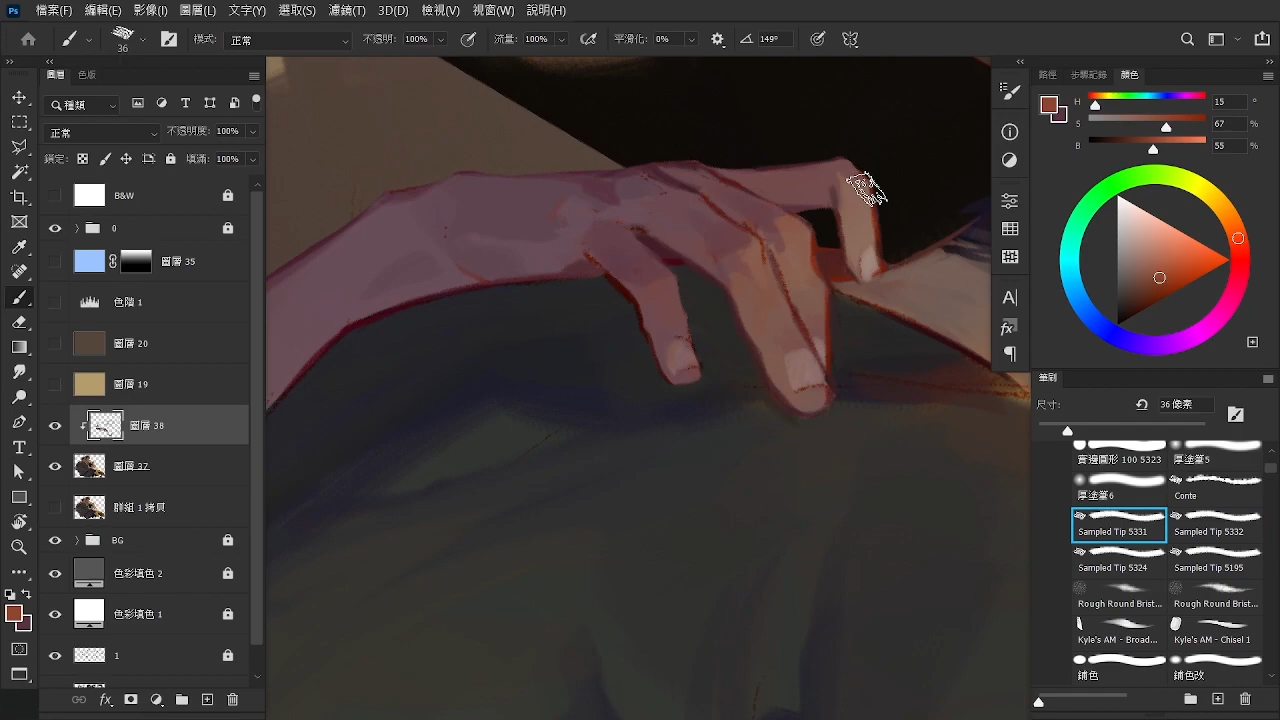 Ps 檔案(F) 編輯(E) 影像(I) 圖層(L) 文字(Y) 選取(S) 濾鏡(T) 3D(D) 檢視(V) 視窗(W) 說明(H)
36 模式: 正常 不透明: 100% 流量: 100% 平滑化: 0% 149°
圖層 色版
種類
正常 不透明度: 100%
鎖定: 填滿: 100%
B&W
0
圖層 35
色階 1
圖層 20
圖層 19
圖層 38
圖層 37
群組 1 拷貝
BG
色彩填色 2
色彩填色 1
1
路徑 步驟記錄 顏色
H 15 °
S 67 %
B 55 %
筆刷
尺寸: 36 像素
實邊圓形 100 5323 厚塗筆5
厚塗筆6 Conte
Sampled Tip 5331 Sampled Tip 5332
Sampled Tip 5324 Sampled Tip 5195
Rough Round Brist... Rough Round Brist...
Kyle's AM - Broad... Kyle's AM - Chisel 1
鋪色 鋪色改